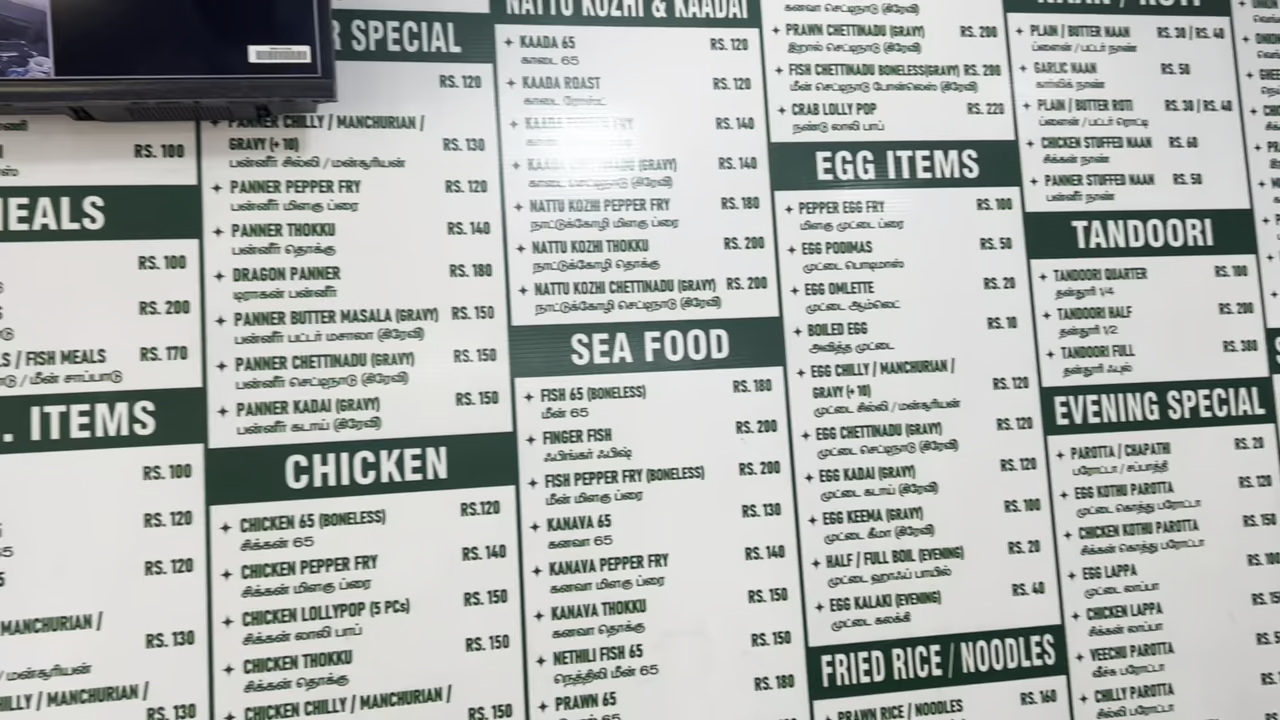 RS. 100
MEALS
RS. 100
RS. 200
S / FISH MEALS RS. 170
/ மீன் சாப்பாடு
. ITEMS
RS. 100
RS. 120
RS. 120
MANCHURIAN /
RS. 130
/ மன்சூரியன்
CHILLY / MANCHURIAN /
RS. 130
R SPECIAL
RS. 120
PANNER CHILLY / MANCHURIAN /
GRAVY (+ 10) RS. 130
பன்னீர் சில்லி / மன்சூரியன்
PANNER PEPPER FRY RS. 120
பன்னீர் மிளகு ப்ரை
PANNER THOKKU RS. 140
பன்னீர் தொக்கு
DRAGON PANNER RS. 180
டிராகன் பன்னீர்
PANNER BUTTER MASALA (GRAVY) RS. 150
பன்னீர் பட்டர் மசாலா (கிரேவி)
PANNER CHETTINADU (GRAVY) RS. 150
பன்னீர் செட்டிநாடு (கிரேவி)
PANNER KADAI (GRAVY) RS. 150
பன்னீர் கடாய் (கிரேவி)
CHICKEN
CHICKEN 65 (BONELESS) RS.120
சிக்கன் 65
CHICKEN PEPPER FRY RS. 140
சிக்கன் மிளகு ப்ரை
CHICKEN LOLLYPOP (5 PCs) RS. 150
சிக்கன் லாலி பாப்
CHICKEN THOKKU RS. 150
சிக்கன் தொக்கு
CHICKEN CHILLY / MANCHURIAN /
RS. 150
NATTU KOZHI & KAADAI
KAADA 65 RS. 120
காடை 65
KAADA ROAST RS. 120
காடை ரோஸ்ட்
KAADA PEPPER FRY RS. 140
KAADA CHETTINADU (GRAVY) RS. 140
காடை செட்டிநாடு (கிரேவி)
NATTU KOZHI PEPPER FRY RS. 180
நாட்டுக்கோழி மிளகு ப்ரை
NATTU KOZHI THOKKU RS. 200
நாட்டுக்கோழி தொக்கு
NATTU KOZHI CHETTINADU (GRAVY) RS. 200
நாட்டுக்கோழி செட்டிநாடு (கிரேவி)
SEA FOOD
FISH 65 (BONELESS) RS. 180
மீன் 65
FINGER FISH RS. 200
ஃபிங்கர் ஃபிஷ்
FISH PEPPER FRY (BONELESS) RS. 200
மீன் மிளகு ப்ரை
KANAVA 65 RS. 130
கனவா 65
KANAVA PEPPER FRY RS. 140
கனவா மிளகு ப்ரை
KANAVA THOKKU RS. 150
கனவா தொக்கு
NETHILI FISH 65 RS. 150
நெத்திலி மீன் 65
PRAWN 65 RS. 180
கனவா செட்டிநாடு (கிரேவி)
PRAWN CHETTINADU (GRAVY) RS. 200
இறால் செட்டிநாடு (கிரேவி)
FISH CHETTINADU BONELESS(GRAVY) RS. 200
மீன் செட்டிநாடு போன்லெஸ் (கிரேவி)
CRAB LOLLY POP RS. 220
நண்டு லாலி பாப்
EGG ITEMS
PEPPER EGG FRY RS. 100
மிளகு முட்டை ப்ரை
EGG PODIMAS RS. 50
முட்டை பொடிமாஸ்
EGG OMLETTE RS. 20
முட்டை ஆம்லெட்
BOILED EGG RS. 10
அவித்த முட்டை
EGG CHILLY / MANCHURIAN /
GRAVY (+ 10) RS. 120
முட்டை சில்லி / மன்சூரியன்
EGG CHETTINADU (GRAVY) RS. 120
முட்டை செட்டிநாடு (கிரேவி)
EGG KADAI (GRAVY) RS. 120
முட்டை கடாய் (கிரேவி)
EGG KEEMA (GRAVY) RS. 100
முட்டை கீமா (கிரேவி)
HALF / FULL BOIL (EVENING) RS. 20
முட்டை ஹாஃப் பாயில்
EGG KALAKI (EVENING) RS. 40
முட்டை கலக்கி
FRIED RICE / NOODLES
PRAWN RICE / NOODLES RS. 160
NAAN / ROTI
PLAIN / BUTTER NAAN RS. 30 / RS. 40
ப்ளைன் / பட்டர் நாண்
GARLIC NAAN RS. 50
கார்லிக் நாண்
PLAIN / BUTTER ROTI RS. 30 / RS. 40
ப்ளைன் / பட்டர் ரொட்டி
CHICKEN STUFFED NAAN RS. 60
சிக்கன் நாண்
PANNER STUFFED NAAN RS. 50
பன்னீர் நாண்
TANDOORI
TANDOORI QUARTER RS. 100
தன்தூரி 1/4
TANDOORI HALF RS. 200
தன்தூரி 1/2
TANDOORI FULL RS. 380
தன்தூரி ஃபுல்
EVENING SPECIAL
PAROTTA / CHAPATHI RS. 20
பரோட்டா / சப்பாத்தி
EGG KOTHU PAROTTA RS. 120
முட்டை கொத்து பரோட்டா
CHICKEN KOTHU PAROTTA RS. 150
சிக்கன் கொத்து பரோட்டா
EGG LAPPA RS. 100
முட்டை லாப்பா
CHICKEN LAPPA
சிக்கன் லாப்பா
VEECHU PAROTTA
வீச்சு பரோட்டா
CHILLY PAROTTA
சில்லி பரோட்டா